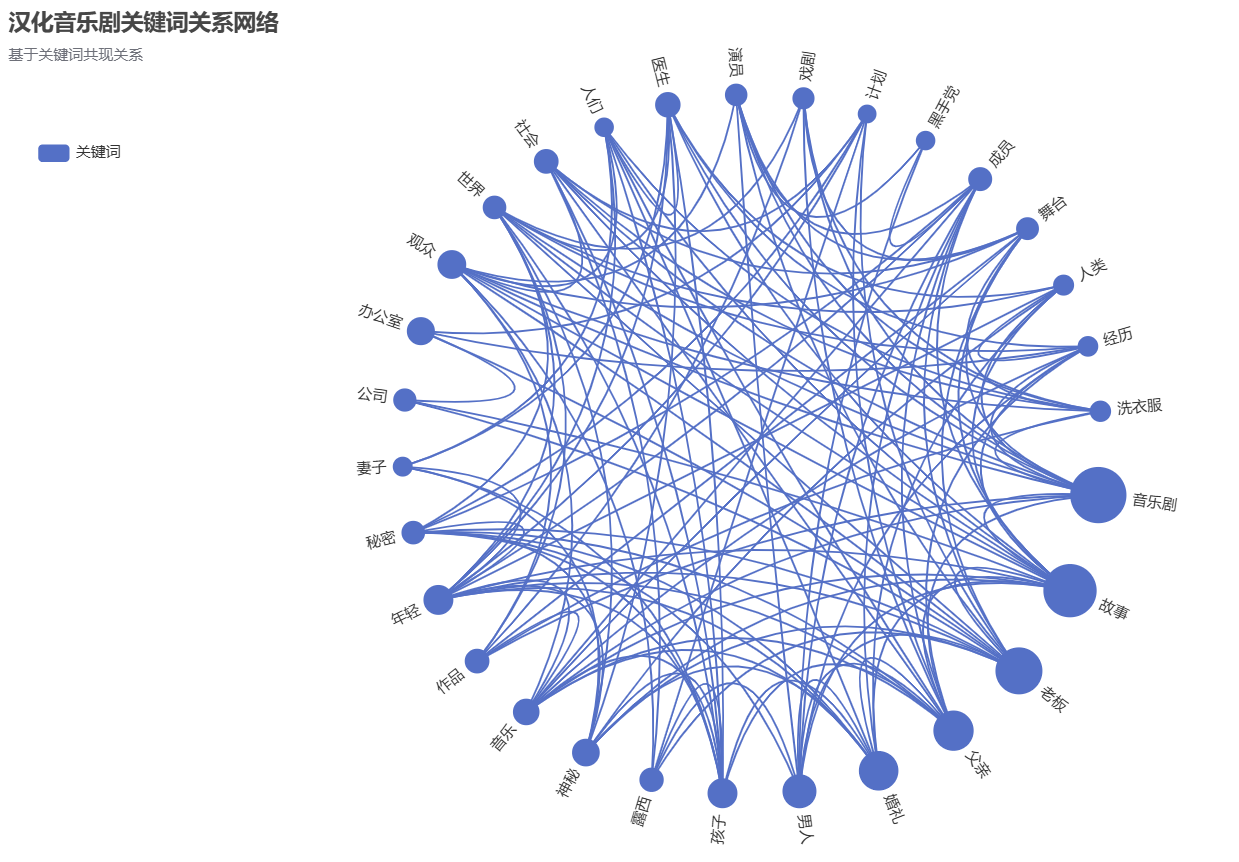 汉化音乐剧关键词关系网络
基于关键词共现关系
关键词
音乐剧
故事
老板
父亲
婚礼
男人
孩子
露西
神秘
音乐
作品
年轻
秘密
妻子
公司
办公室
观众
世界
社会
人们
医生
演员
戏剧
计划
黑手党
成员
舞台
人类
经历
洗衣服